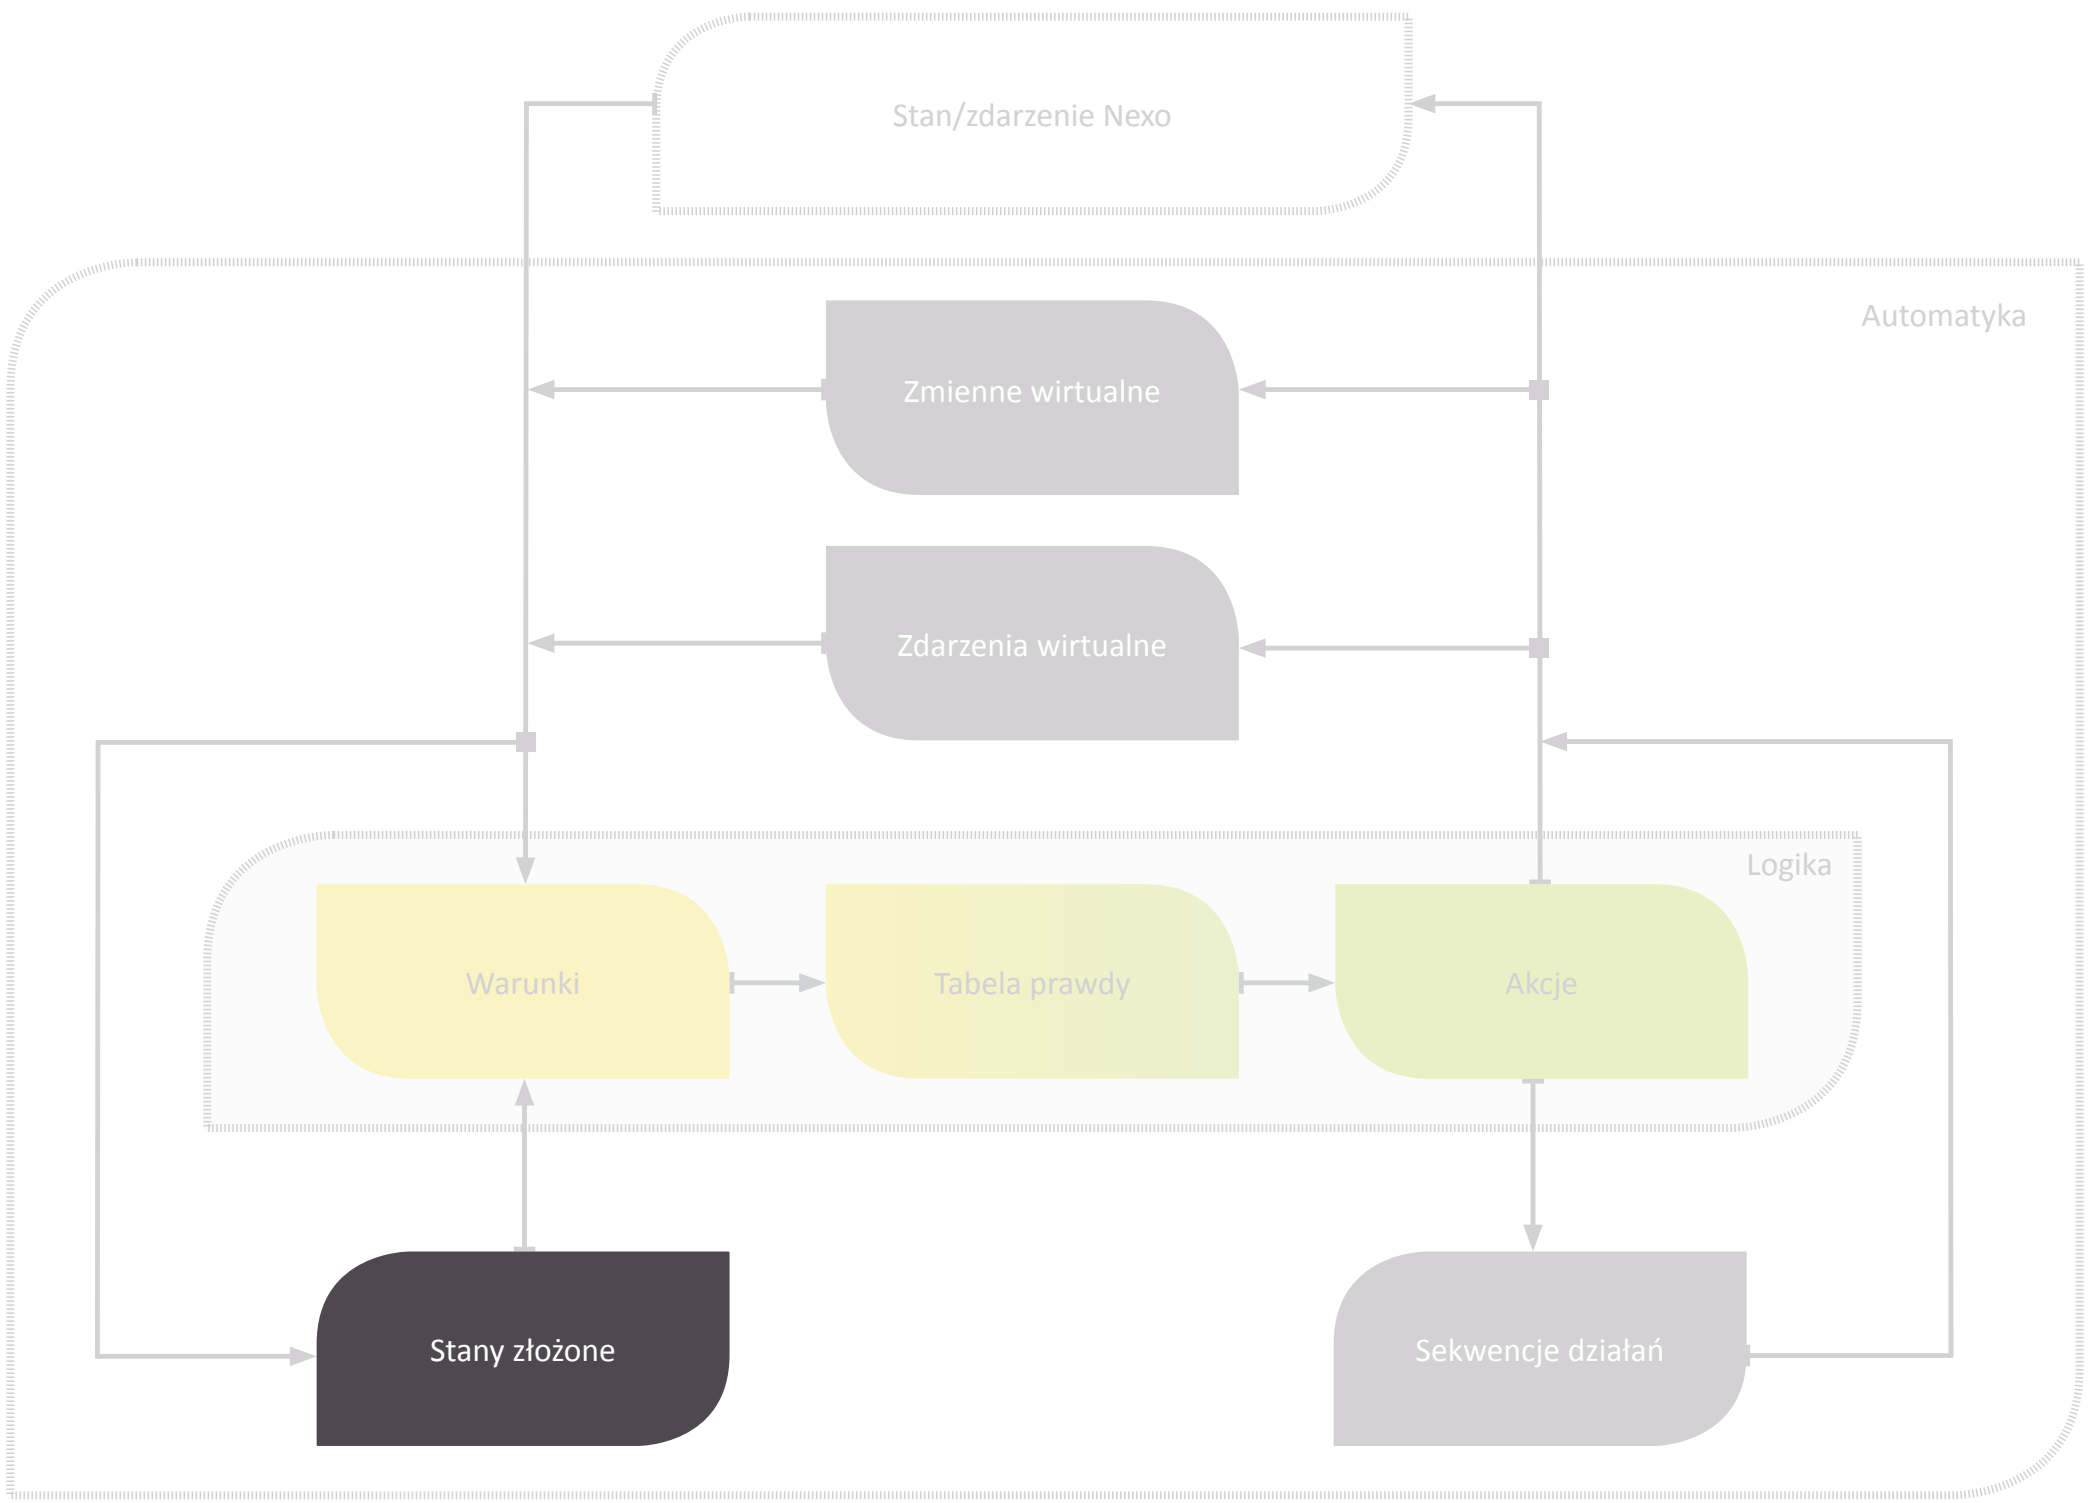 Stan/zdarzenie Nexo
Automatyka
Zmienne wirtualne
Zdarzenia wirtualne
Logika
Warunki
Tabela prawdy
Akcje
Stany złożone
Sekwencje działań